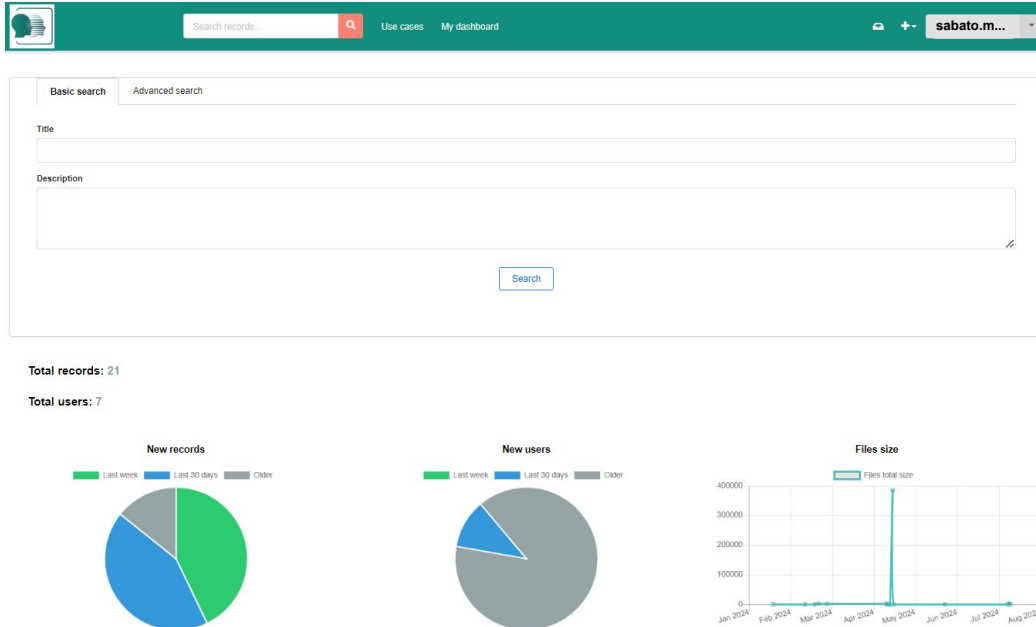 Search records...
Use cases
My dashboard
sabato.m...
Basic search
Advanced search
Title
Description
Search
Total records: 21
Total users: 7
New records
Last week Last 30 days Older
New users
Last week Last 30 days Older
Files size
Files total size
400000
300000
200000
100000
0
Jan 2024 Feb 2024 Mar 2024 Apr 2024 May 2024 Jun 2024 Jul 2024